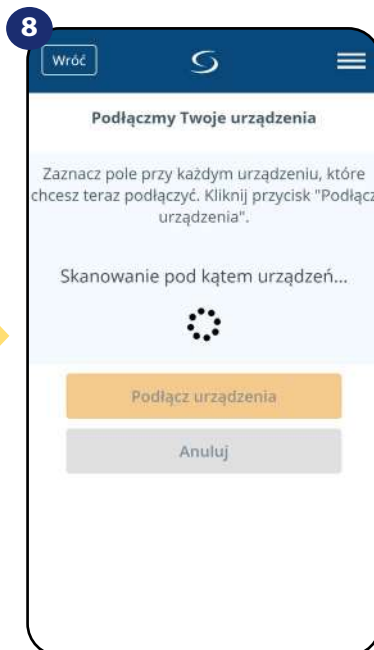 8
Wróć
Podłączmy Twoje urządzenia
Zaznacz pole przy każdym urządzeniu, które
chcesz teraz podłączyć. Kliknij przycisk "Podłącz
urządzenia".
Skanowanie pod kątem urządzeń...
Podłącz urządzenia
Anuluj